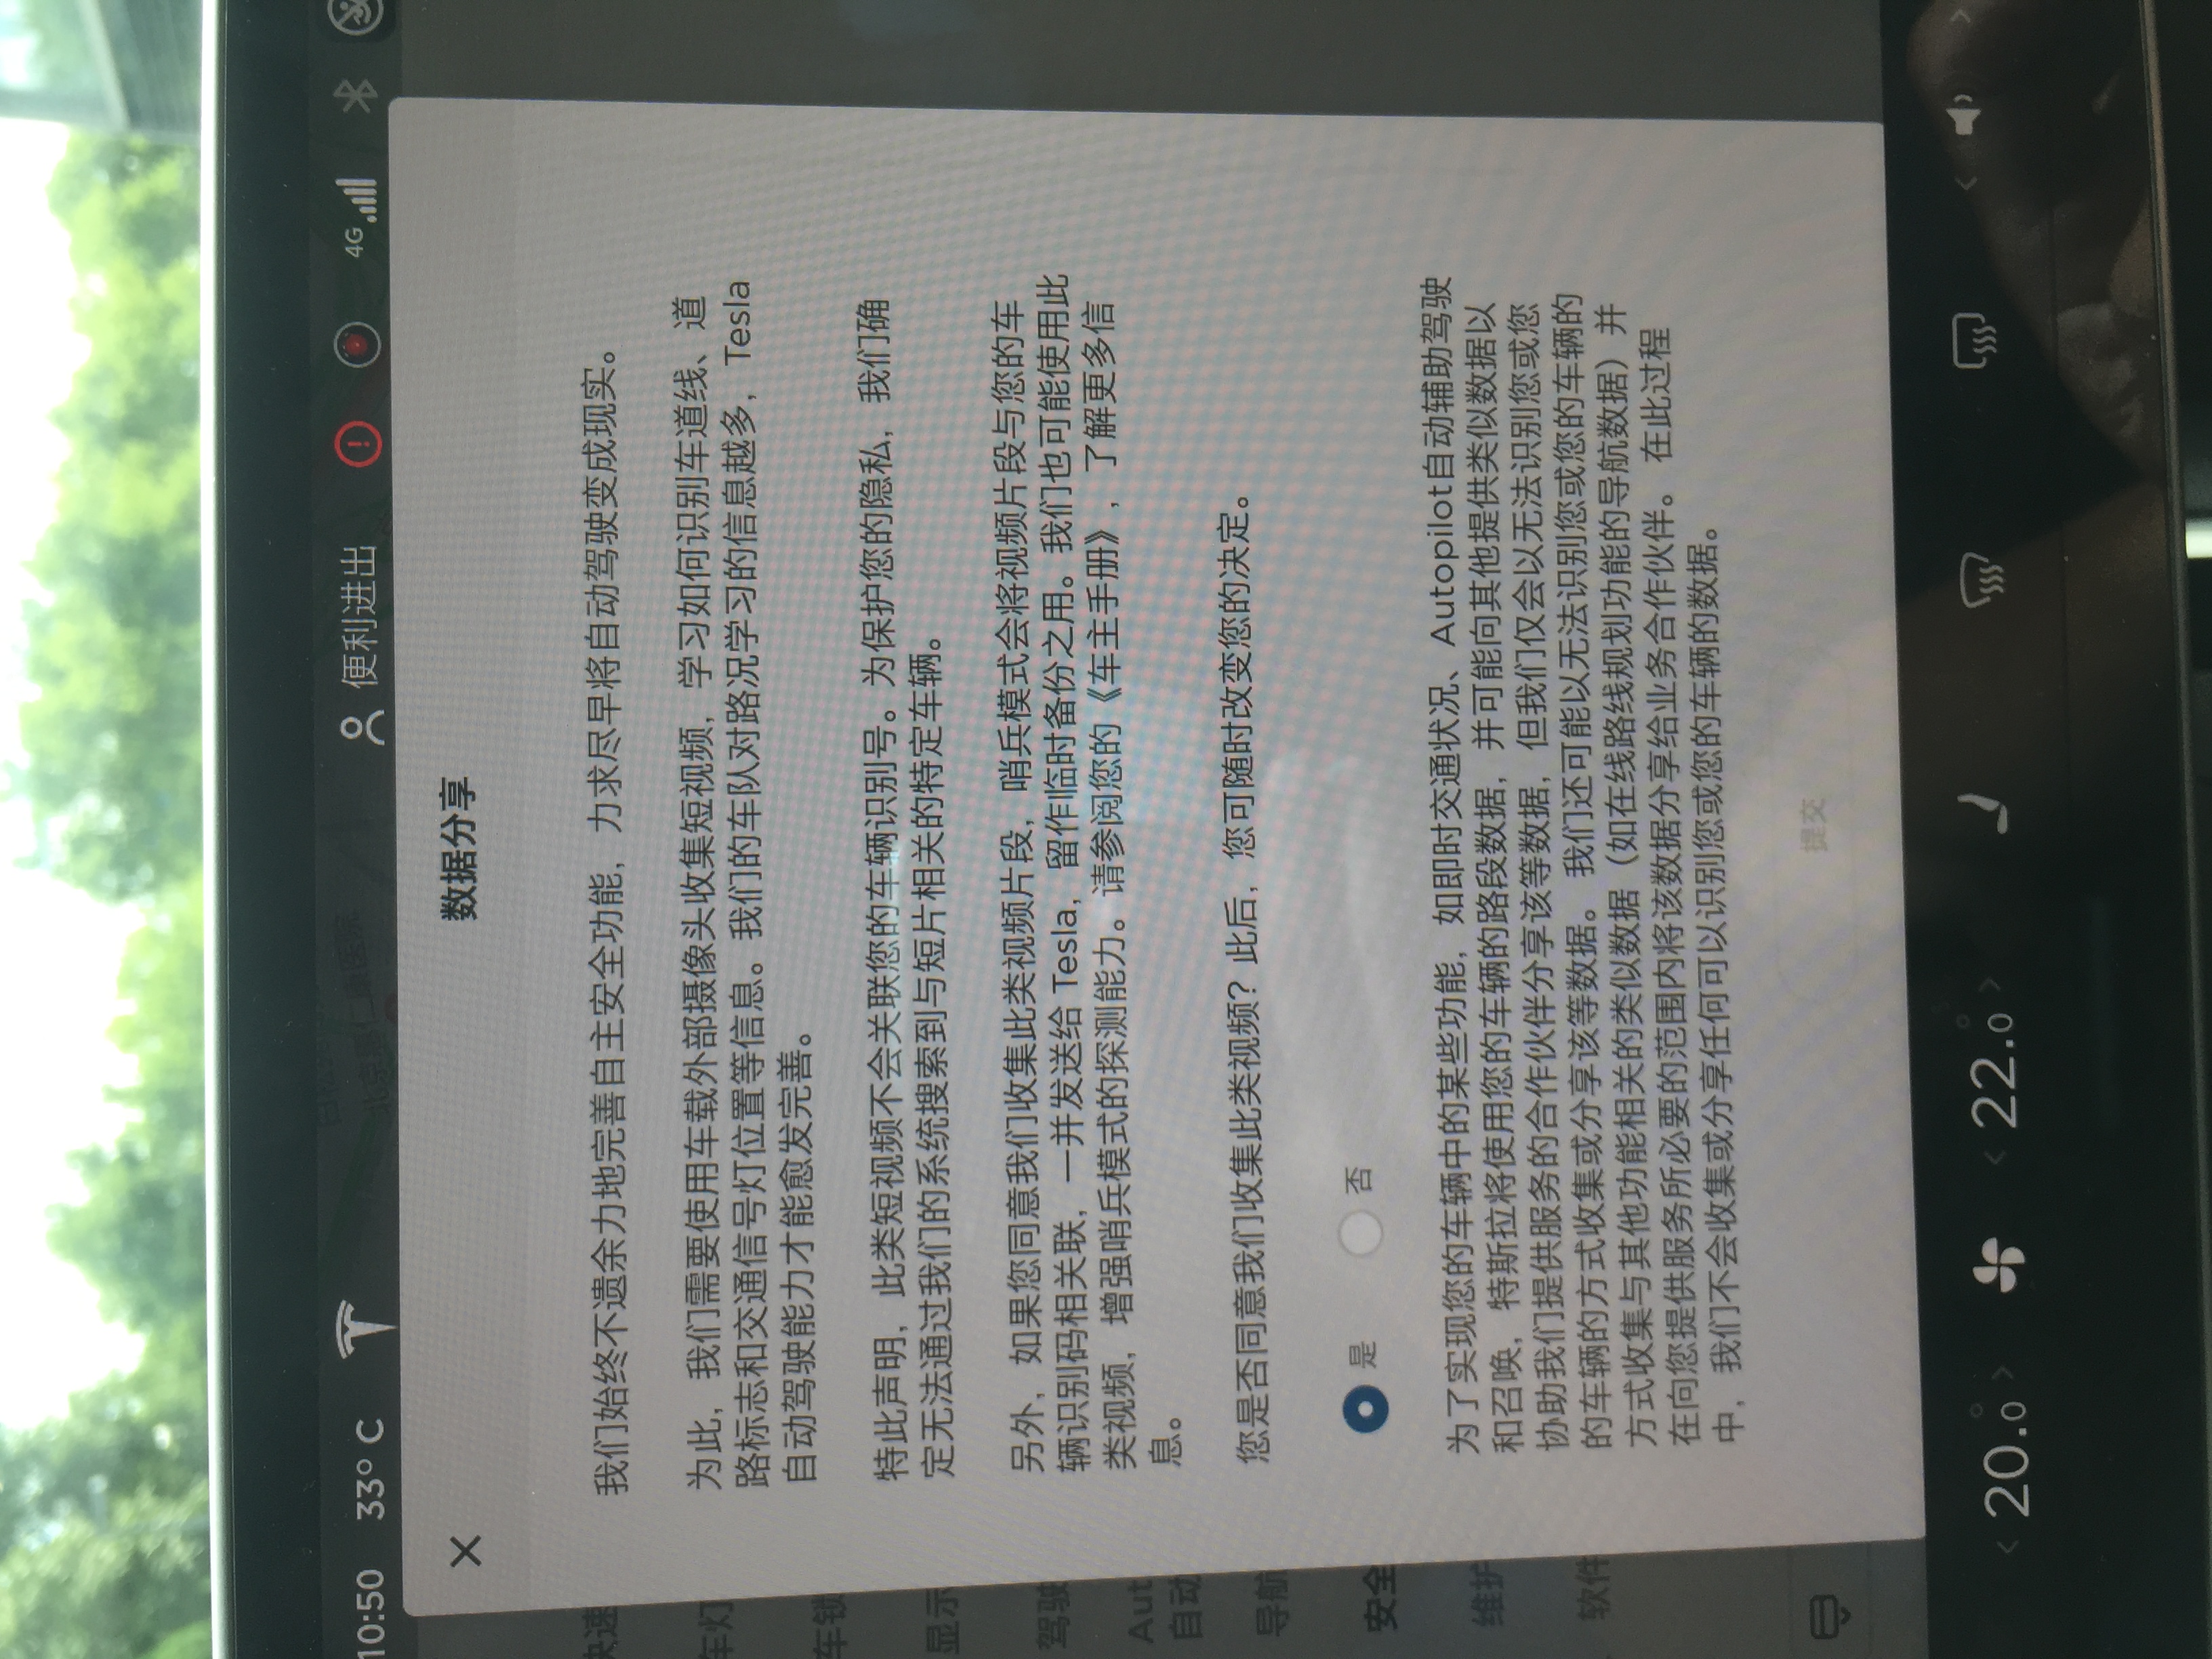 10:50 33° C 便利进出 4G
数据分享
我们始终不遗余力地完善自主安全功能，力求尽早将自动驾驶变成现实。
为此，我们需要使用车载外部摄像头收集短视频，学习如何识别车道线、道
路标志和交通信号灯位置等信息。我们的车队对路况学习的信息越多，Tesla
自动驾驶能力才能愈发完善。
特此声明，此类短视频不会关联您的车辆识别号。为保护您的隐私，我们确
定无法通过我们的系统搜索到与短片相关的特定车辆。
另外，如果您同意我们收集此类视频片段，哨兵模式会将视频片段与您的车
辆识别码相关联，一并发送给 Tesla，留作临时备份之用。我们也可能使用此
类视频，增强哨兵模式的探测能力。请参阅您的《车主手册》，了解更多信
息。
您是否同意我们收集此类视频？此后，您可随时改变您的决定。
是 否
为了实现您的车辆中的某些功能，如即时交通状况、Autopilot自动辅助驾驶
和召唤，特斯拉将使用您的车辆的路段数据，并可能向其他提供类似数据以
协助我们提供服务的合作伙伴分享该等数据，但我们仅会以无法识别您或您
的车辆的方式收集或分享该等数据。 我们还可能以无法识别您或您的车辆的
方式收集与其他功能相关的类似数据（如在线路线规划功能的导航数据）并
在向您提供服务所必要的范围内将该数据分享给业务合作伙伴。 在此过程
中，我们不会收集或分享任何可以识别您或您的车辆的数据。
提交
快速
车灯
车锁
显示
驾驶
Aut
自动
导航
安全
维护
软件
20.0 22.0